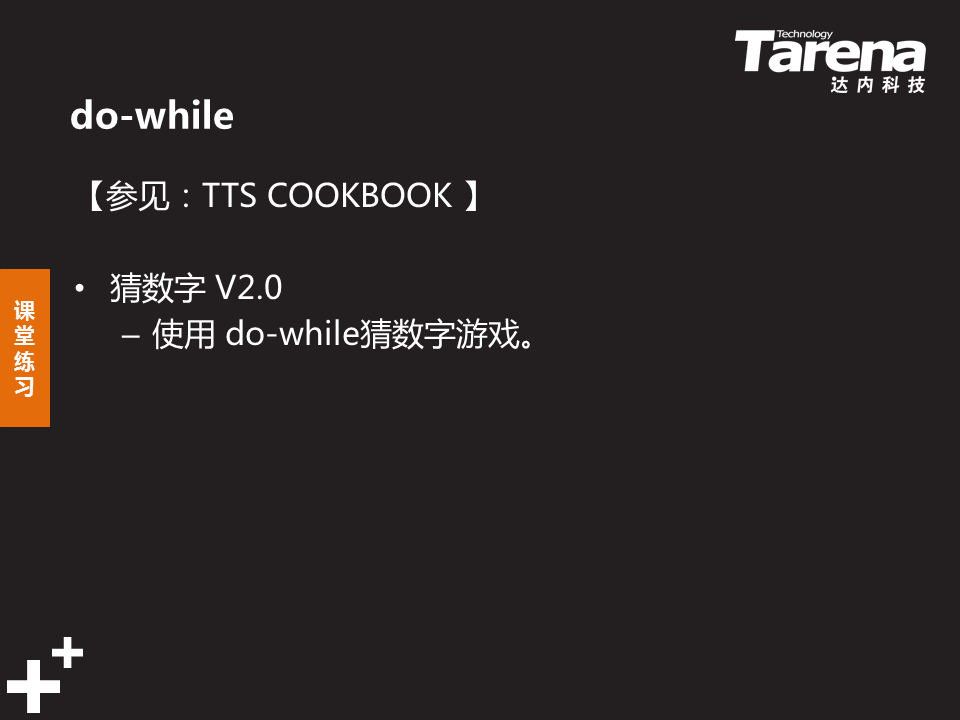 Technology
Tarena
达内科技
do-while
【参见：TTS COOKBOOK 】
• 猜数字 V2.0
– 使用 do-while猜数字游戏。
课
堂
练
习